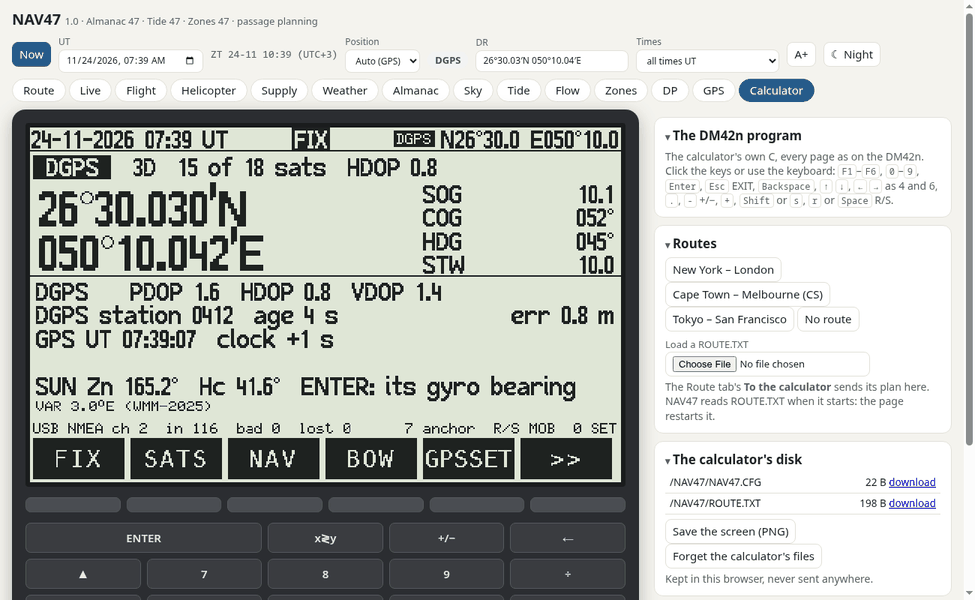 NAV47 1.0 · Almanac 47 · Tide 47 · Zones 47 · passage planning
UT Position DR Times
Now 11/24/2026, 07:39 AM ZT 24-11 10:39 (UTC+3) Auto (GPS) DGPS 26°30.03'N 050°10.04'E all times UT A+ ☾ Night
Route Live Flight Helicopter Supply Weather Almanac Sky Tide Flow Zones DP GPS Calculator
24-11-2026 07:39 UT FIX DGPS N26°30.0 E050°10.0
DGPS 3D 15 of 18 sats HDOP 0.8
26°30.030'N
050°10.042'E
SOG 10.1
COG 052°
HDG 045°
STW 10.0
DGPS PDOP 1.6 HDOP 0.8 VDOP 1.4
DGPS station 0412 age 4 s err 0.8 m
GPS UT 07:39:07 clock +1 s
SUN Zn 165.2° Hc 41.6° ENTER: its gyro bearing
VAR 3.0°E (WMM-2025)
USB NMEA ch 2 in 116 bad 0 lost 0 7 anchor R/S MOB 0 SET
FIX SATS NAV BOW GPSSET >>
ENTER x≷y +/− ←
▲ 7 8 9 ÷
▾ The DM42n program
The calculator's own C, every page as on the DM42n.
Click the keys or use the keyboard: F1–F6, 0–9,
Enter, Esc EXIT, Backspace, ↑ ↓, ← → as 4 and 6,
., - +/−, +, Shift or s, r or Space R/S.
▾ Routes
New York – London
Cape Town – Melbourne (CS)
Tokyo – San Francisco No route
Load a ROUTE.TXT
Choose File No file chosen
The Route tab's To the calculator sends its plan here.
NAV47 reads ROUTE.TXT when it starts: the page
restarts it.
▾ The calculator's disk
/NAV47/NAV47.CFG 22 B download
/NAV47/ROUTE.TXT 198 B download
Save the screen (PNG)
Forget the calculator's files
Kept in this browser, never sent anywhere.